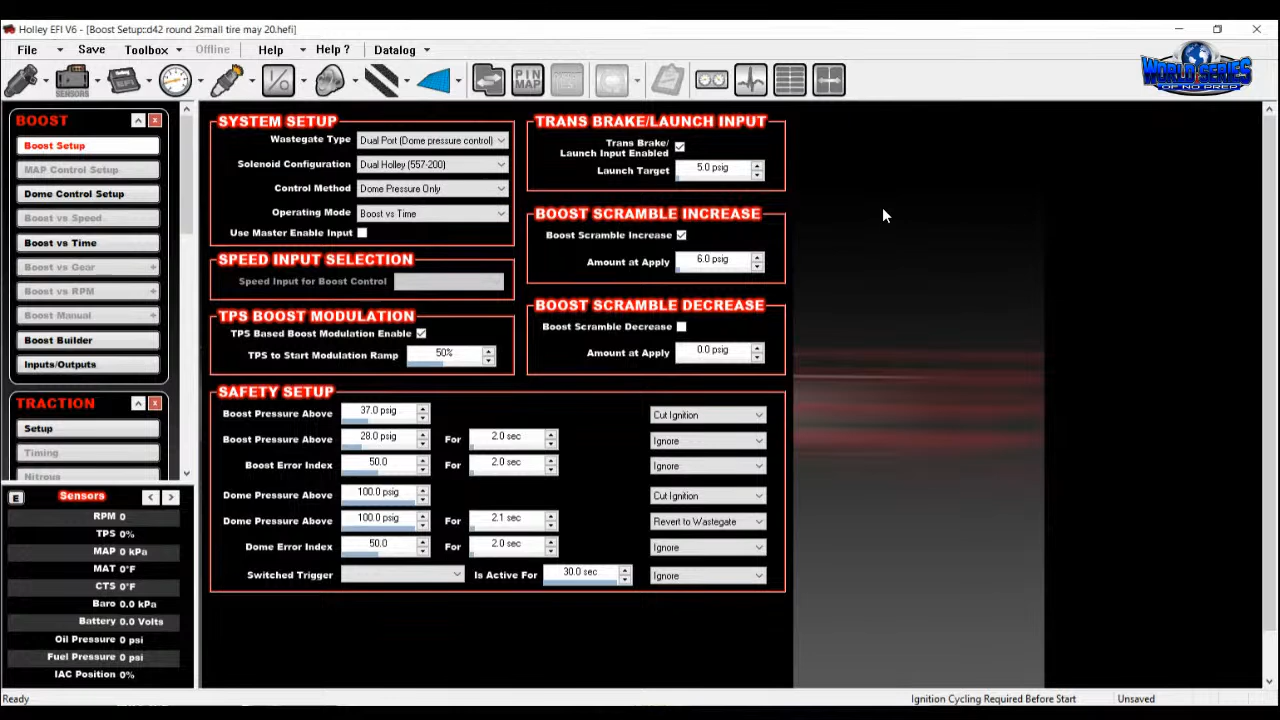 Holley EFI V6 - [Boost Setup::d42 round 2small tire may 20.hefi]
File Save Toolbox Offline Help Help ? Datalog
SENSORS
PIN MAP
WORLD SERIES
OF NO PREP
BOOST
Boost Setup
MAP Control Setup
Dome Control Setup
Boost vs Speed
Boost vs Time
Boost vs Gear +
Boost vs RPM +
Boost Manual +
Boost Builder
Inputs/Outputs
TRACTION
Setup
Timing
Nitrous
E Sensors < >
RPM 0
TPS 0%
MAP 0 kPa
MAT 0°F
CTS 0°F
Baro 0.0 kPa
Battery 0.0 Volts
Oil Pressure 0 psi
Fuel Pressure 0 psi
IAC Position 0%
SYSTEM SETUP
Wastegate Type Dual Port (Dome pressure control)
Solenoid Configuration Dual Holley (557-200)
Control Method Dome Pressure Only
Operating Mode Boost vs Time
Use Master Enable Input
SPEED INPUT SELECTION
Speed Input for Boost Control
TPS BOOST MODULATION
TPS Based Boost Modulation Enable
TPS to Start Modulation Ramp 50%
TRANS BRAKE/LAUNCH INPUT
Trans Brake/
Launch Input Enabled
Launch Target 5.0 psig
BOOST SCRAMBLE INCREASE
Boost Scramble Increase
Amount at Apply 6.0 psig
BOOST SCRAMBLE DECREASE
Boost Scramble Decrease
Amount at Apply 0.0 psig
SAFETY SETUP
Boost Pressure Above 37.0 psig Cut Ignition
Boost Pressure Above 28.0 psig For 2.0 sec Ignore
Boost Error Index 50.0 For 2.0 sec Ignore
Dome Pressure Above 100.0 psig Cut Ignition
Dome Pressure Above 100.0 psig For 2.1 sec Revert to Wastegate
Dome Error Index 50.0 For 2.0 sec Ignore
Switched Trigger Is Active For 30.0 sec Ignore
Ready Ignition Cycling Required Before Start Unsaved